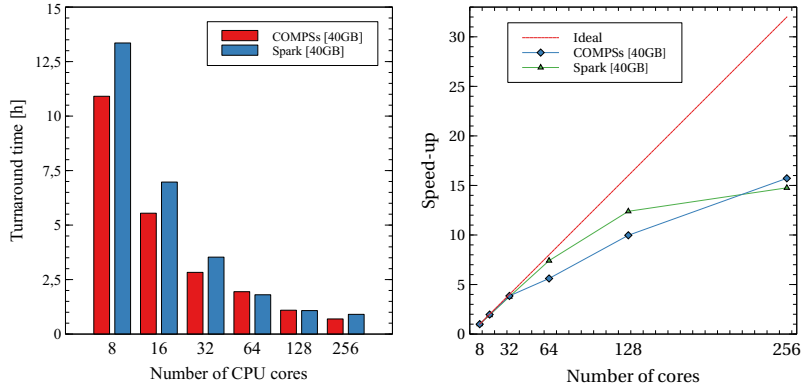 15
12,5
10
7,5
5
2,5
0
Turnaround time [h]
COMPSs [40GB]
Spark [40GB]
8 16 32 64 128 256
Number of CPU cores
30
25
20
15
10
5
0
Speed-up
Ideal
COMPSs [40GB]
Spark [40GB]
8 32 64 128 256
Number of cores